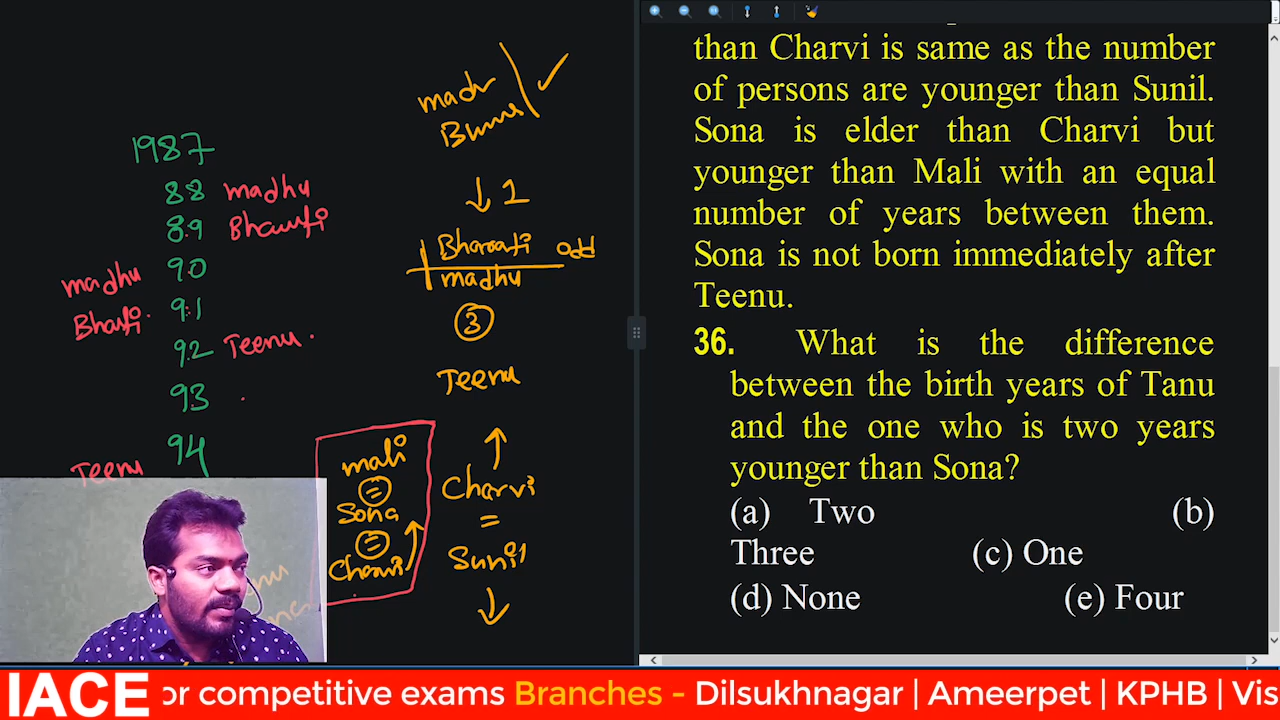 1987
88 madhu
89 Bharati
madhu 90
Bharti. 91
92 Teenu.
93
94
Teenu
madhu
↓ 1
Bharati odd
madhu
3
Teenu
↑
Charvi
=
Sunil
↓
mali
=
Sona
=
Charvi
than Charvi is same as the number
of persons are younger than Sunil.
Sona is elder than Charvi but
younger than Mali with an equal
number of years between them.
Sona is not born immediately after
Teenu.
36. What is the difference
between the birth years of Tanu
and the one who is two years
younger than Sona?
(a) Two (b)
Three (c) One
(d) None (e) Four
IACE or competitive exams Branches - Dilsukhnagar | Ameerpet | KPHB | Vis